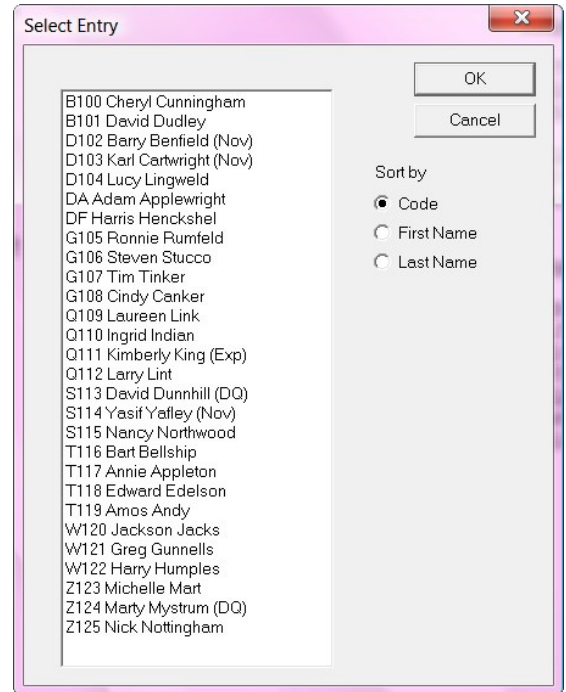 Select Entry
OK
Cancel
B100 Cheryl Cunningham
B101 David Dudley
D102 Barry Benfield (Nov)
D103 Karl Cartwright (Nov)
D104 Lucy Lingweld
DA Adam Applewright
DF Harris Henckshel
G105 Ronnie Rumfeld
G106 Steven Stucco
G107 Tim Tinker
G108 Cindy Canker
Q109 Laureen Link
Q110 Ingrid Indian
Q111 Kimberly King (Exp)
Q112 Larry Lint
S113 David Dunnhill (DQ)
S114 Yasif Yafley (Nov)
S115 Nancy Northwood
T116 Bart Bellship
T117 Annie Appleton
T118 Edward Edelson
T119 Amos Andy
W120 Jackson Jacks
W121 Greg Gunnells
W122 Harry Humples
Z123 Michelle Mart
Z124 Marty Mystrum (DQ)
Z125 Nick Nottingham
Sort by
Code
First Name
Last Name